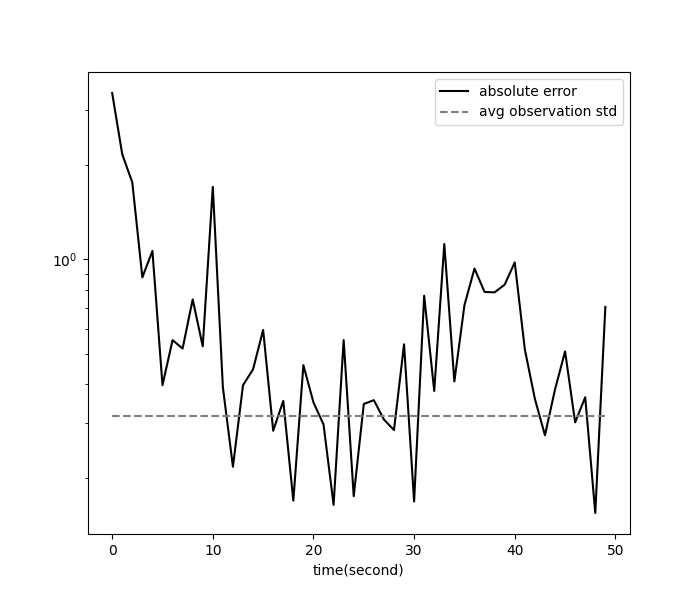 absolute error
avg observation std
10⁰
0 10 20 30 40 50
time(second)